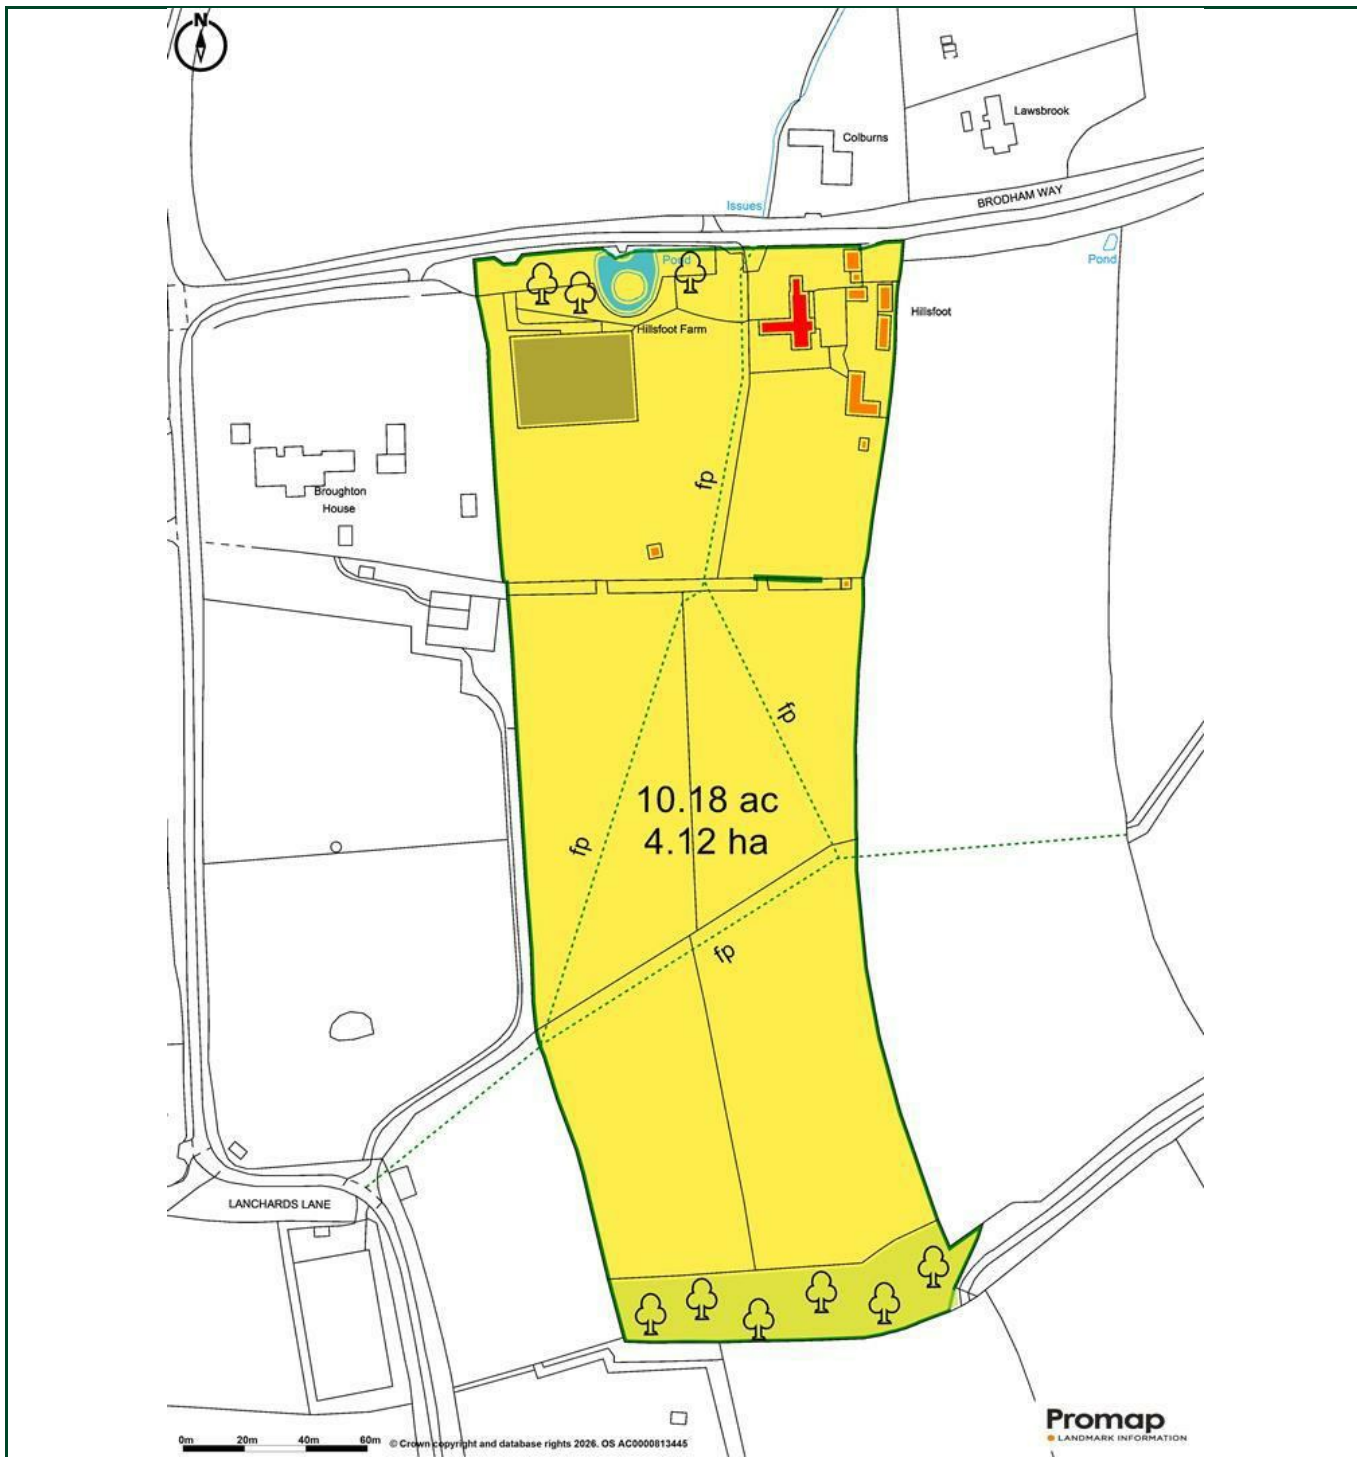 N
Lawsbrook
Colburns
BRODHAM WAY
Issues
Pond
Pond
Hillsfoot
Hillsfoot Farm
fp
Broughton
House
fp
10.18 ac
4.12 ha
fp
fp
LANCHARDS LANE
Promap
LANDMARK INFORMATION
0m 20m 40m 60m
© Crown copyright and database rights 2026. OS AC0000813445